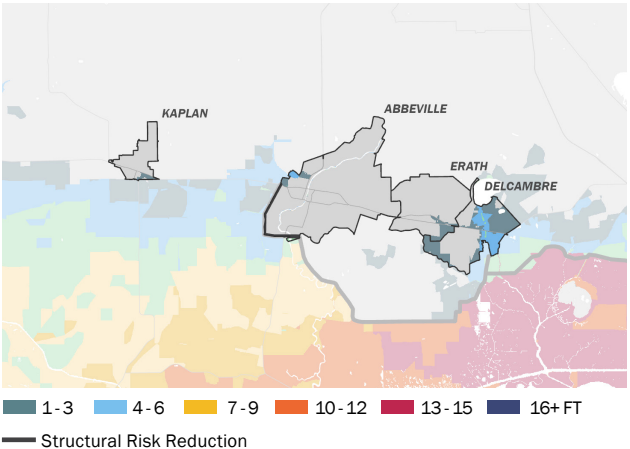 KAPLAN
ABBEVILLE
ERATH
DELCAMBRE
1 - 3 4 - 6 7 - 9 10 - 12 13 - 15 16+ FT
Structural Risk Reduction